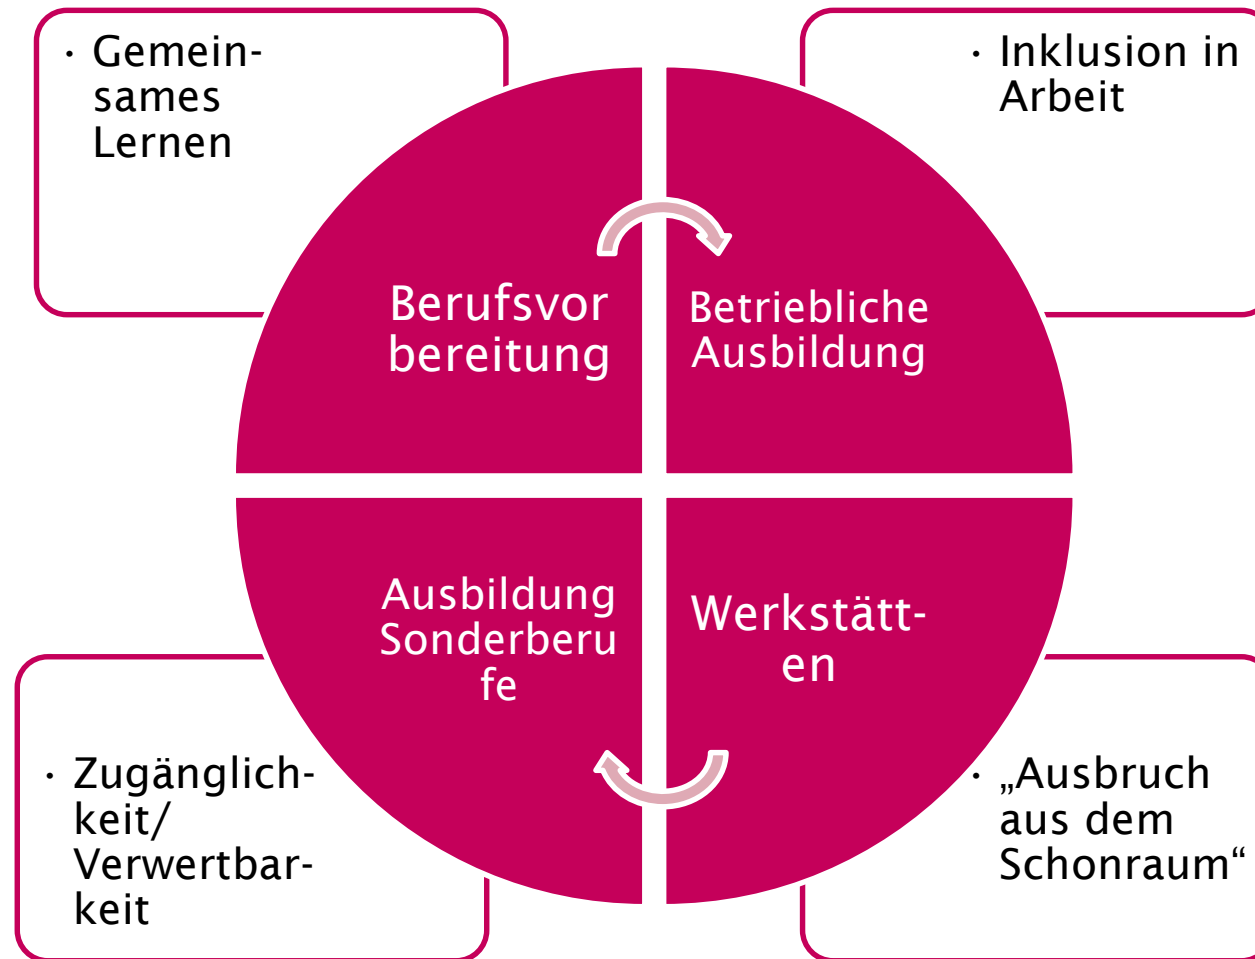 · Gemein-
sames
Lernen
· Inklusion in
Arbeit
Berufsvor
bereitung
Betriebliche
Ausbildung
Ausbildung
Sonderberu
fe
Werkstätt-
en
· Zugänglich-
keit/
Verwertbar-
keit
· „Ausbruch
aus dem
Schonraum“